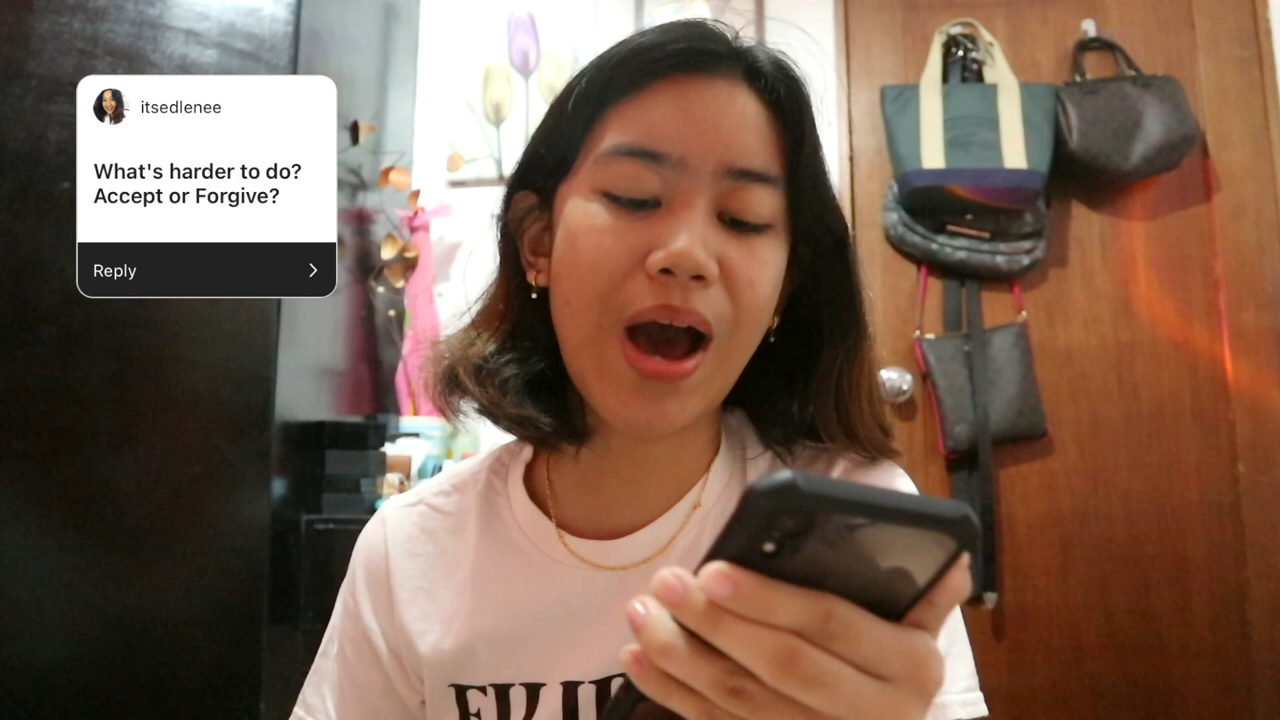 itsedlenee
What's harder to do?
Accept or Forgive?
Reply